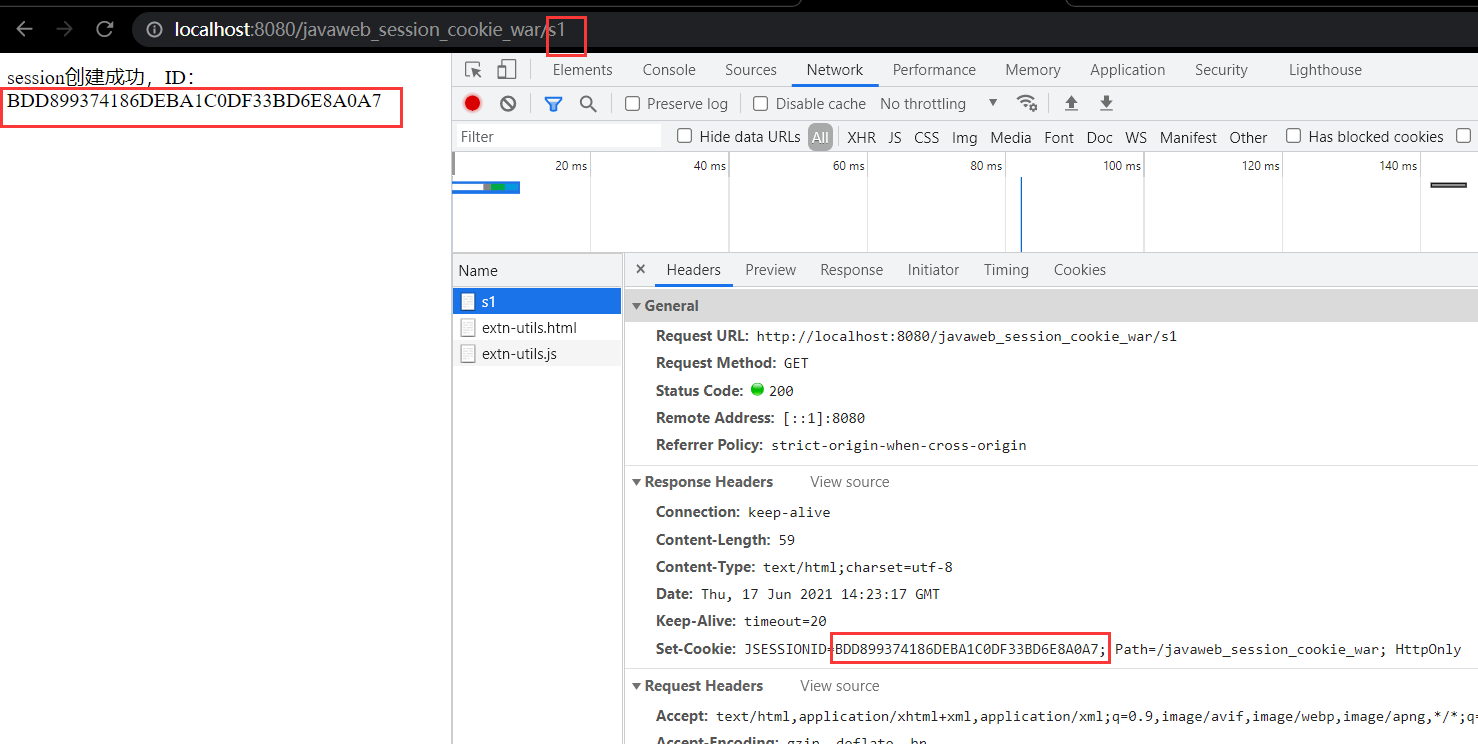 localhost:8080/javaweb_session_cookie_war/s1
session创建成功，ID：
BDD899374186DEBA1C0DF33BD6E8A0A7
Elements Console Sources Network Performance Memory Application Security Lighthouse
Preserve log Disable cache No throttling
Filter Hide data URLs All XHR JS CSS Img Media Font Doc WS Manifest Other Has blocked cookies
20 ms 40 ms 60 ms 80 ms 100 ms 120 ms 140 ms
Name
s1
extn-utils.html
extn-utils.js
× Headers Preview Response Initiator Timing Cookies
General
Request URL: http://localhost:8080/javaweb_session_cookie_war/s1
Request Method: GET
Status Code: 200
Remote Address: [::1]:8080
Referrer Policy: strict-origin-when-cross-origin
Response Headers View source
Connection: keep-alive
Content-Length: 59
Content-Type: text/html;charset=utf-8
Date: Thu, 17 Jun 2021 14:23:17 GMT
Keep-Alive: timeout=20
Set-Cookie: JSESSIONID=BDD899374186DEBA1C0DF33BD6E8A0A7; Path=/javaweb_session_cookie_war; HttpOnly
Request Headers View source
Accept: text/html,application/xhtml+xml,application/xml;q=0.9,image/avif,image/webp,image/apng,*/*;q=
Accept-Encoding: gzip, deflate, br